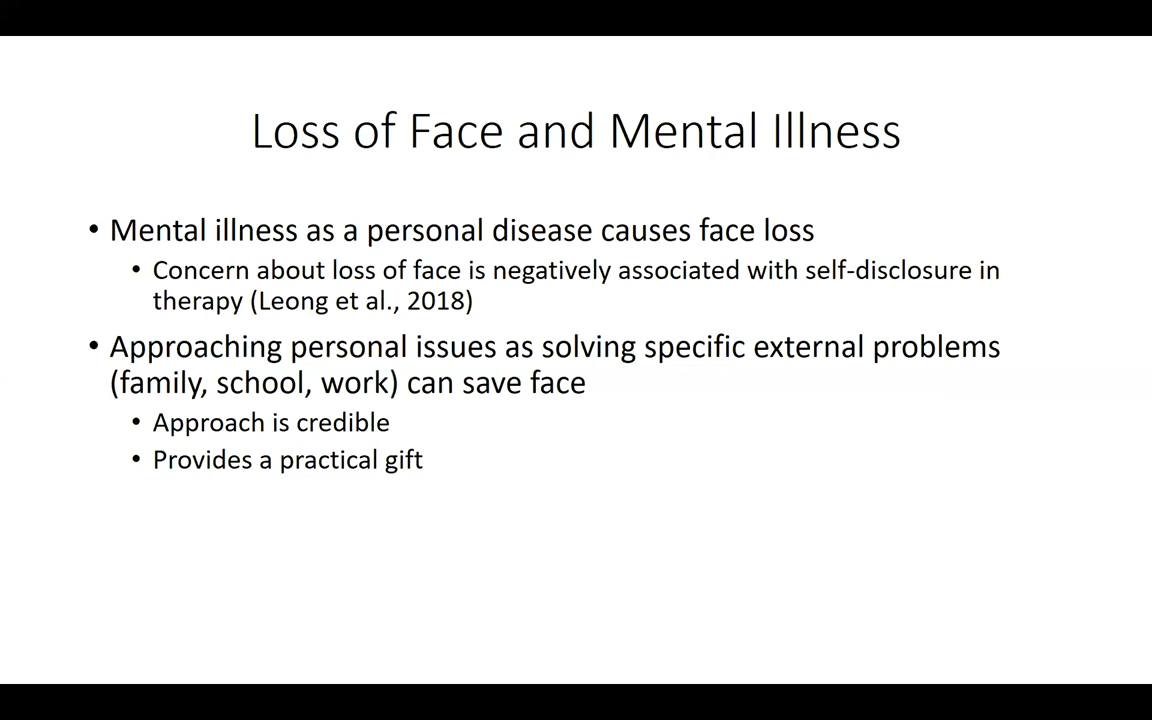 Loss of Face and Mental Illness
• Mental illness as a personal disease causes face loss
• Concern about loss of face is negatively associated with self-disclosure in
therapy (Leong et al., 2018)
• Approaching personal issues as solving specific external problems
(family, school, work) can save face
• Approach is credible
• Provides a practical gift